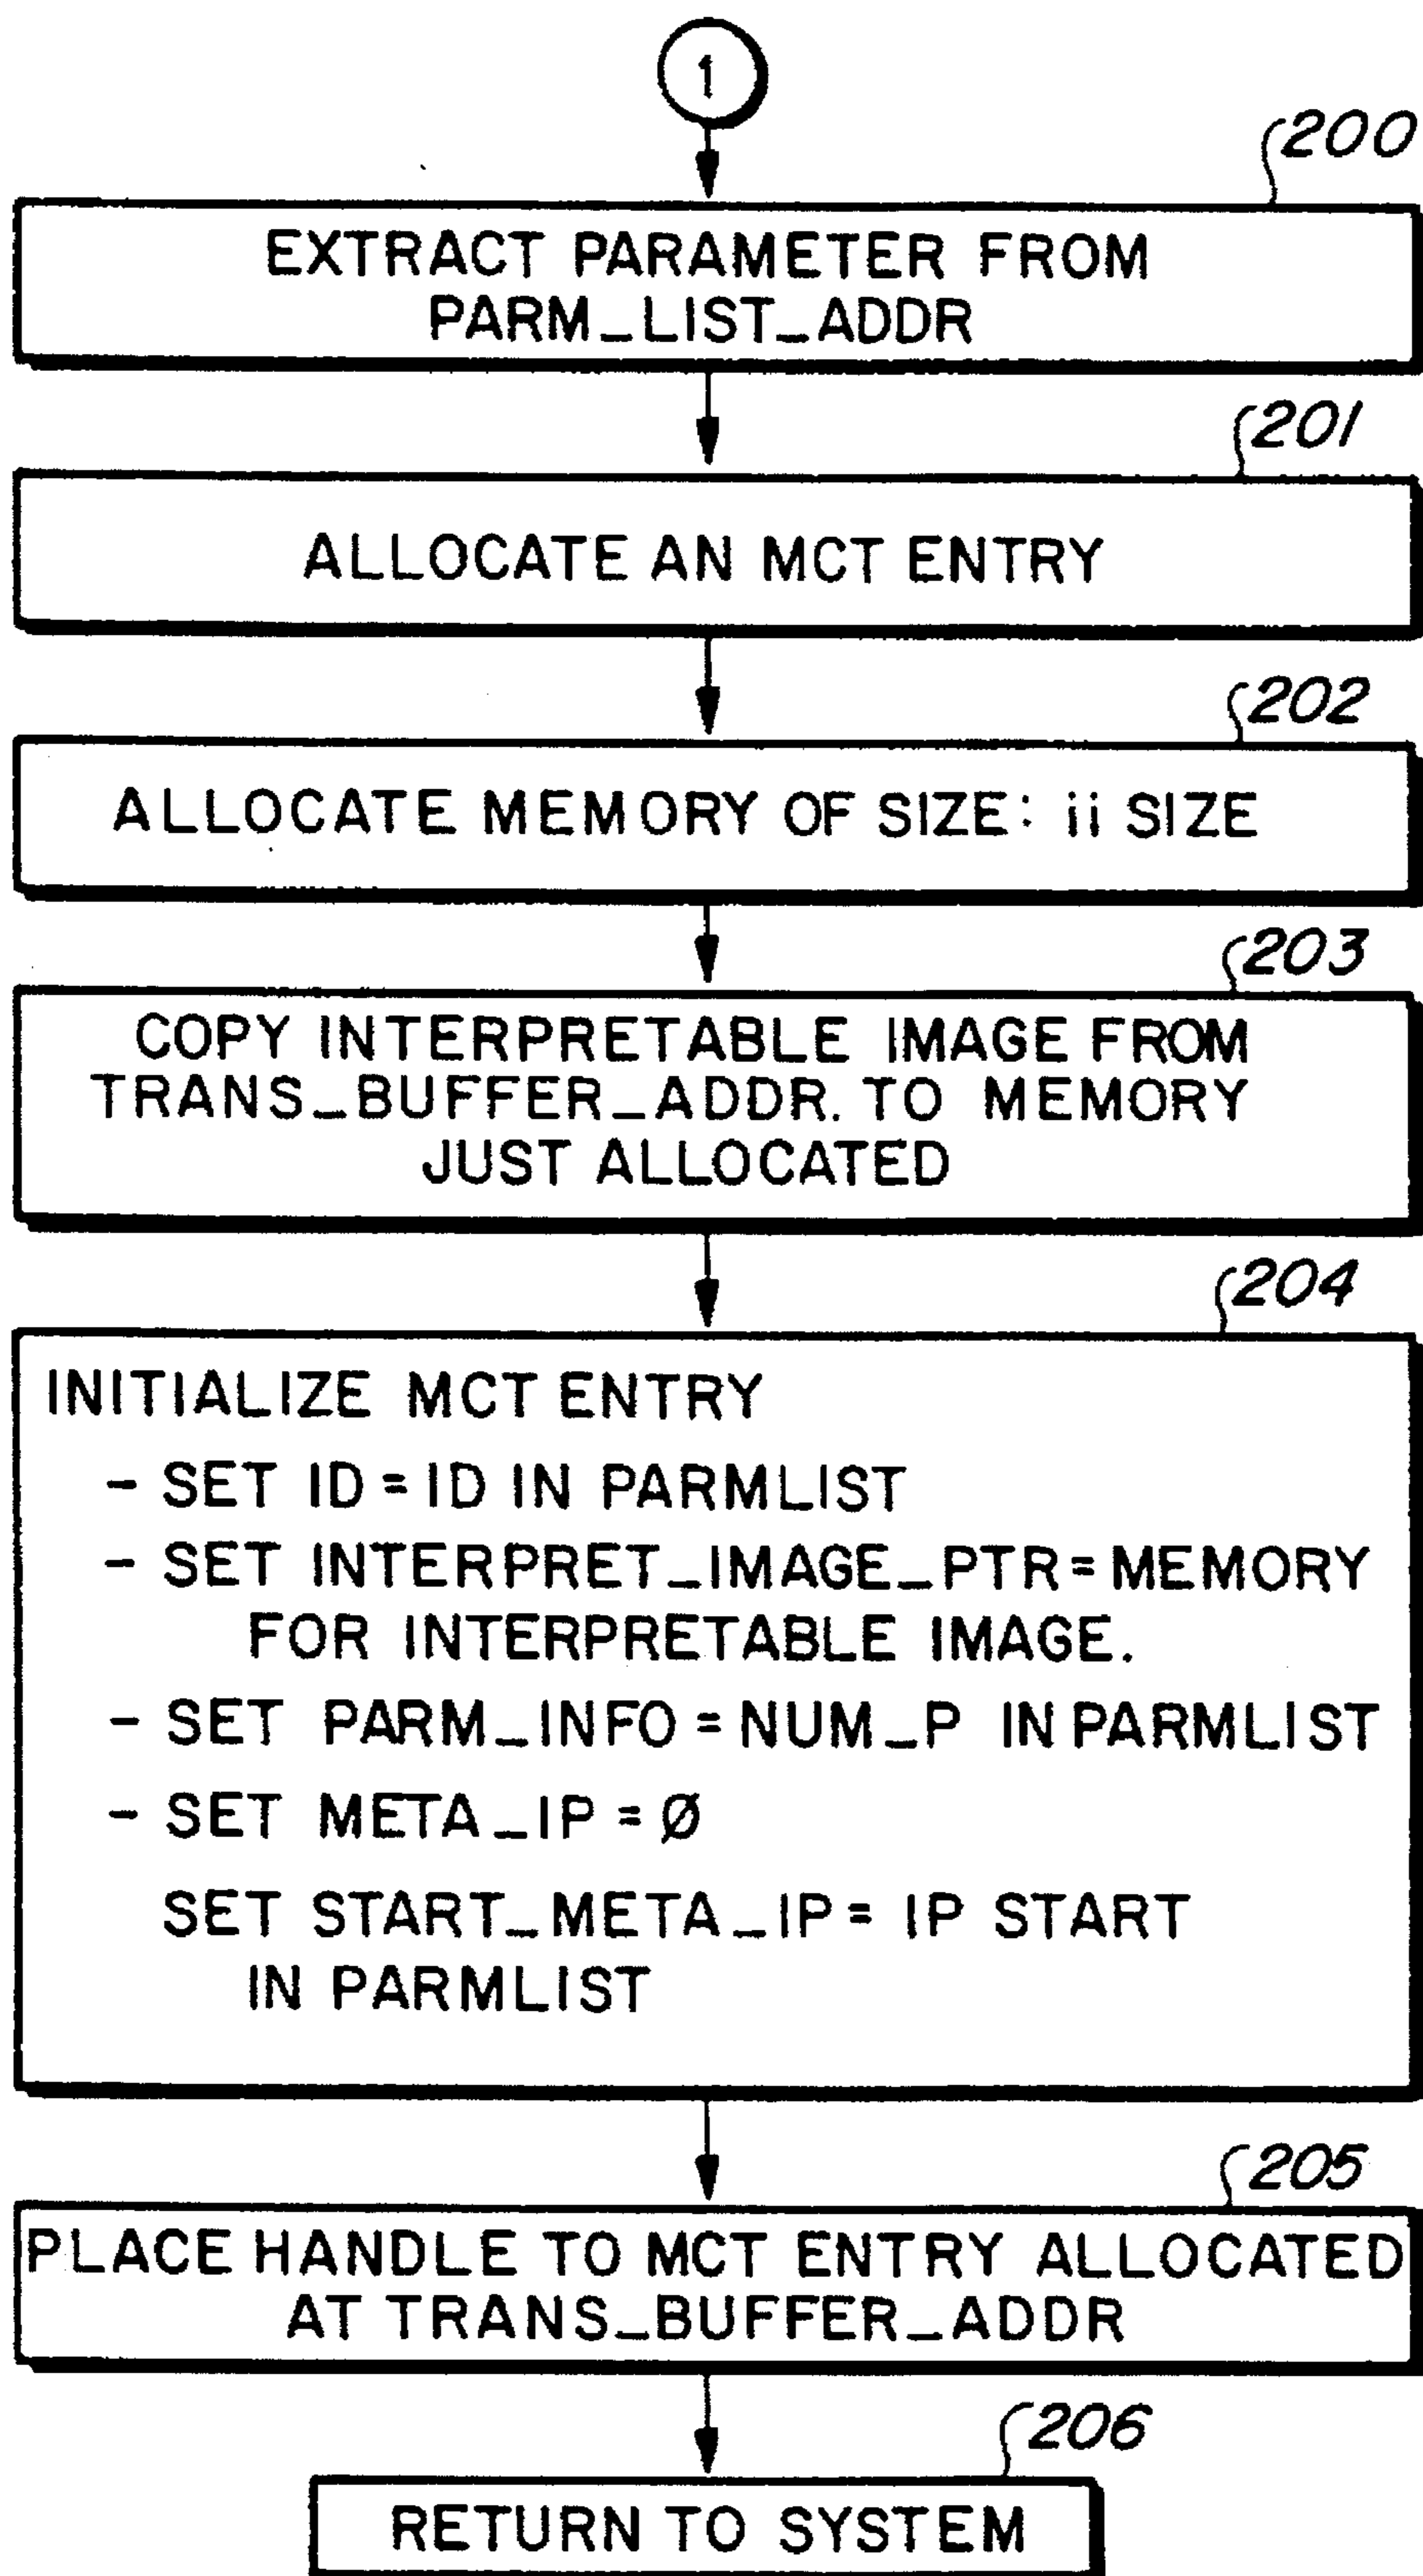 1
200
EXTRACT PARAMETER FROM
PARM_LIST_ADDR
201
ALLOCATE AN MCT ENTRY
202
ALLOCATE MEMORY OF SIZE: ii SIZE
203
COPY INTERPRETABLE IMAGE FROM
TRANS_BUFFER_ADDR. TO MEMORY
JUST ALLOCATED
204
INITIALIZE MCT ENTRY
- SET ID = ID IN PARMLIST
- SET INTERPRET_IMAGE_PTR = MEMORY
FOR INTERPRETABLE IMAGE.
- SET PARM_INFO = NUM_P IN PARMLIST
- SET META_IP = Ø
SET START_META_IP = IP START
IN PARMLIST
205
PLACE HANDLE TO MCT ENTRY ALLOCATED
AT TRANS_BUFFER_ADDR
206
RETURN TO SYSTEM